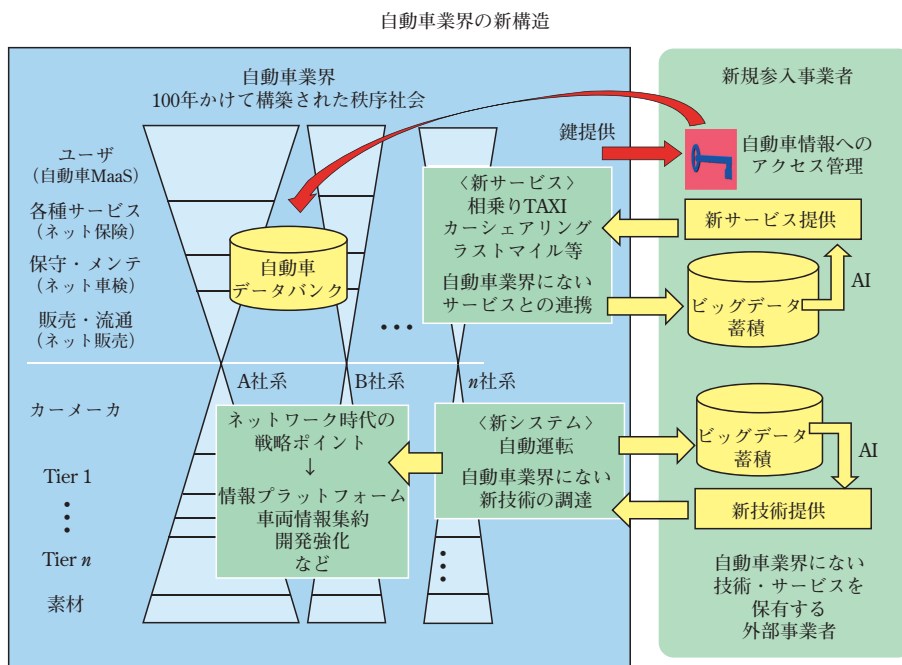 自動車業界の新構造
自動車業界
100年かけて構築された秩序社会
ユーザ
（自動車MaaS）
各種サービス
（ネット保険）
保守・メンテ
（ネット車検）
販売・流通
（ネット販売）
自動車
データバンク
…
鍵提供
〈新サービス〉
相乗りTAXI
カーシェアリング
ラストマイル等
自動車業界にない
サービスとの連携
A社系
B社系
n社系
カーメーカ
Tier 1
⋮
Tier n
素材
ネットワーク時代の
戦略ポイント
↓
情報プラットフォーム
車両情報集約
開発強化
など
〈新システム〉
自動運転
自動車業界にない
新技術の調達
⋮
新規参入事業者
自動車情報への
アクセス管理
新サービス提供
AI
ビッグデータ
蓄積
ビッグデータ
蓄積
AI
新技術提供
自動車業界にない
技術・サービスを
保有する
外部事業者